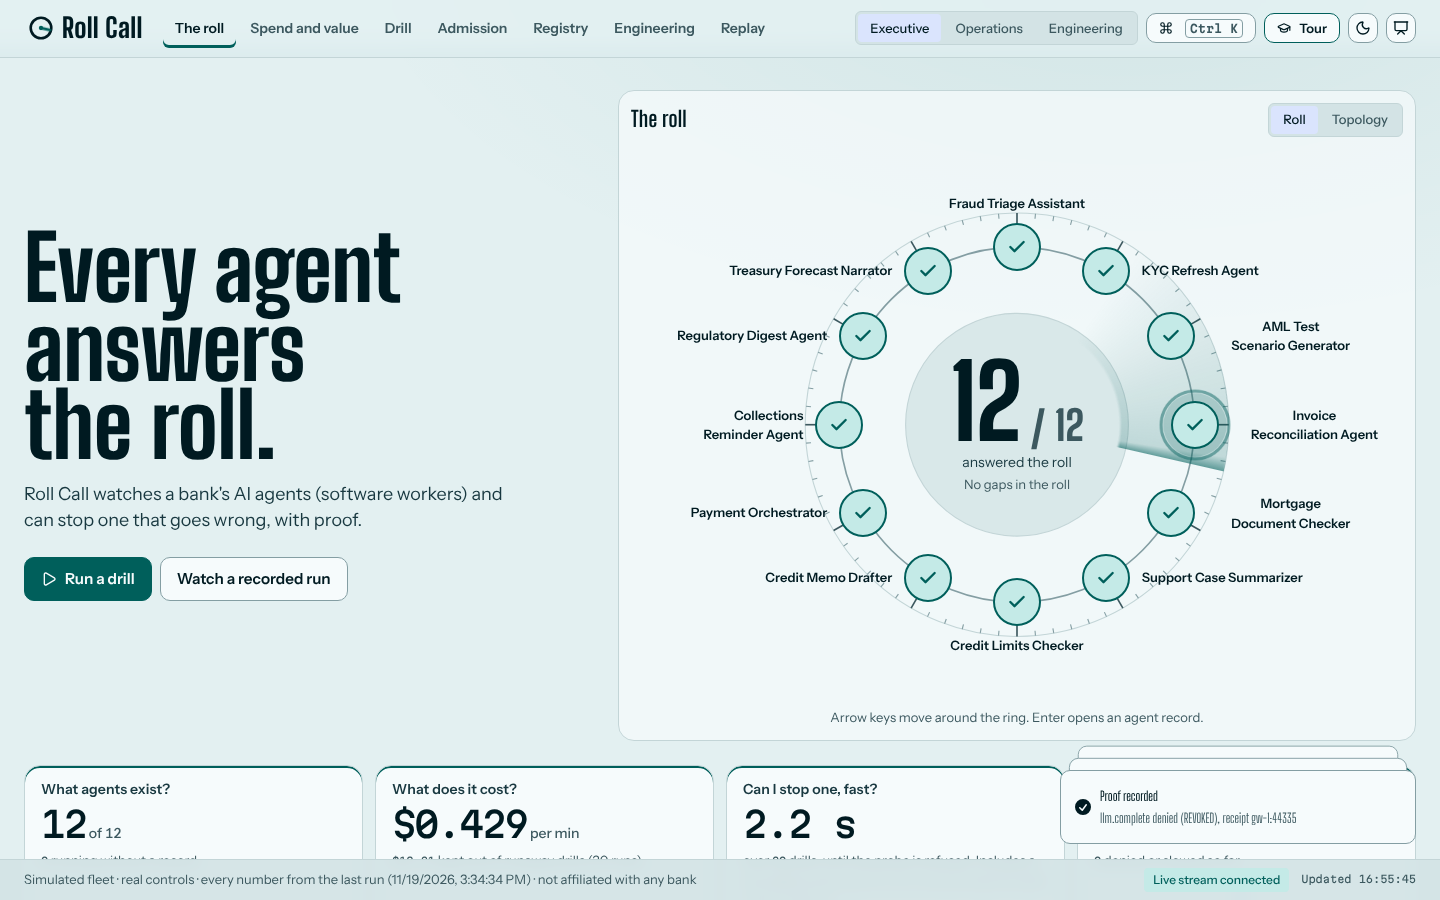 Roll Call
The roll
Spend and value
Drill
Admission
Registry
Engineering
Replay
Executive
Operations
Engineering
⌘ Ctrl K
Tour
Every agent
answers
the roll.
Roll Call watches a bank's AI agents (software workers) and
can stop one that goes wrong, with proof.
Run a drill
Watch a recorded run
The roll
Roll
Topology
Fraud Triage Assistant
Treasury Forecast Narrator
KYC Refresh Agent
Regulatory Digest Agent
AML Test
Scenario Generator
Collections
Reminder Agent
12 / 12
answered the roll
No gaps in the roll
Invoice
Reconciliation Agent
Payment Orchestrator
Mortgage
Document Checker
Credit Memo Drafter
Support Case Summarizer
Credit Limits Checker
Arrow keys move around the ring. Enter opens an agent record.
What agents exist?
12 of 12
What does it cost?
$0.429 per min
Can I stop one, fast?
2.2 s
Proof recorded
llm.complete denied (REVOKED), receipt gw-1:44335
Simulated fleet · real controls · every number from the last run (11/19/2026, 3:34:34 PM) · not affiliated with any bank
Live stream connected
Updated 16:55:45